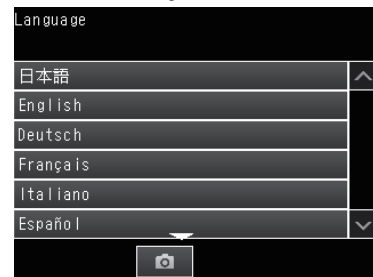 Language
日本語
English
Deutsch
Français
Italiano
Español